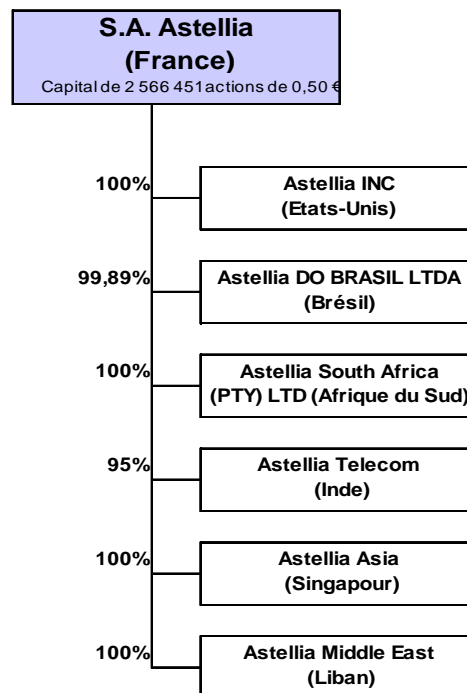 S.A. Astellia
(France)
Capital de 2 566 451 actions de 0,50 €
100%
Astellia INC
(Etats-Unis)
99,89%
Astellia DO BRASIL LTDA
(Brésil)
100%
Astellia South Africa
(PTY) LTD (Afrique du Sud)
95%
Astellia Telecom
(Inde)
100%
Astellia Asia
(Singapour)
100%
Astellia Middle East
(Liban)